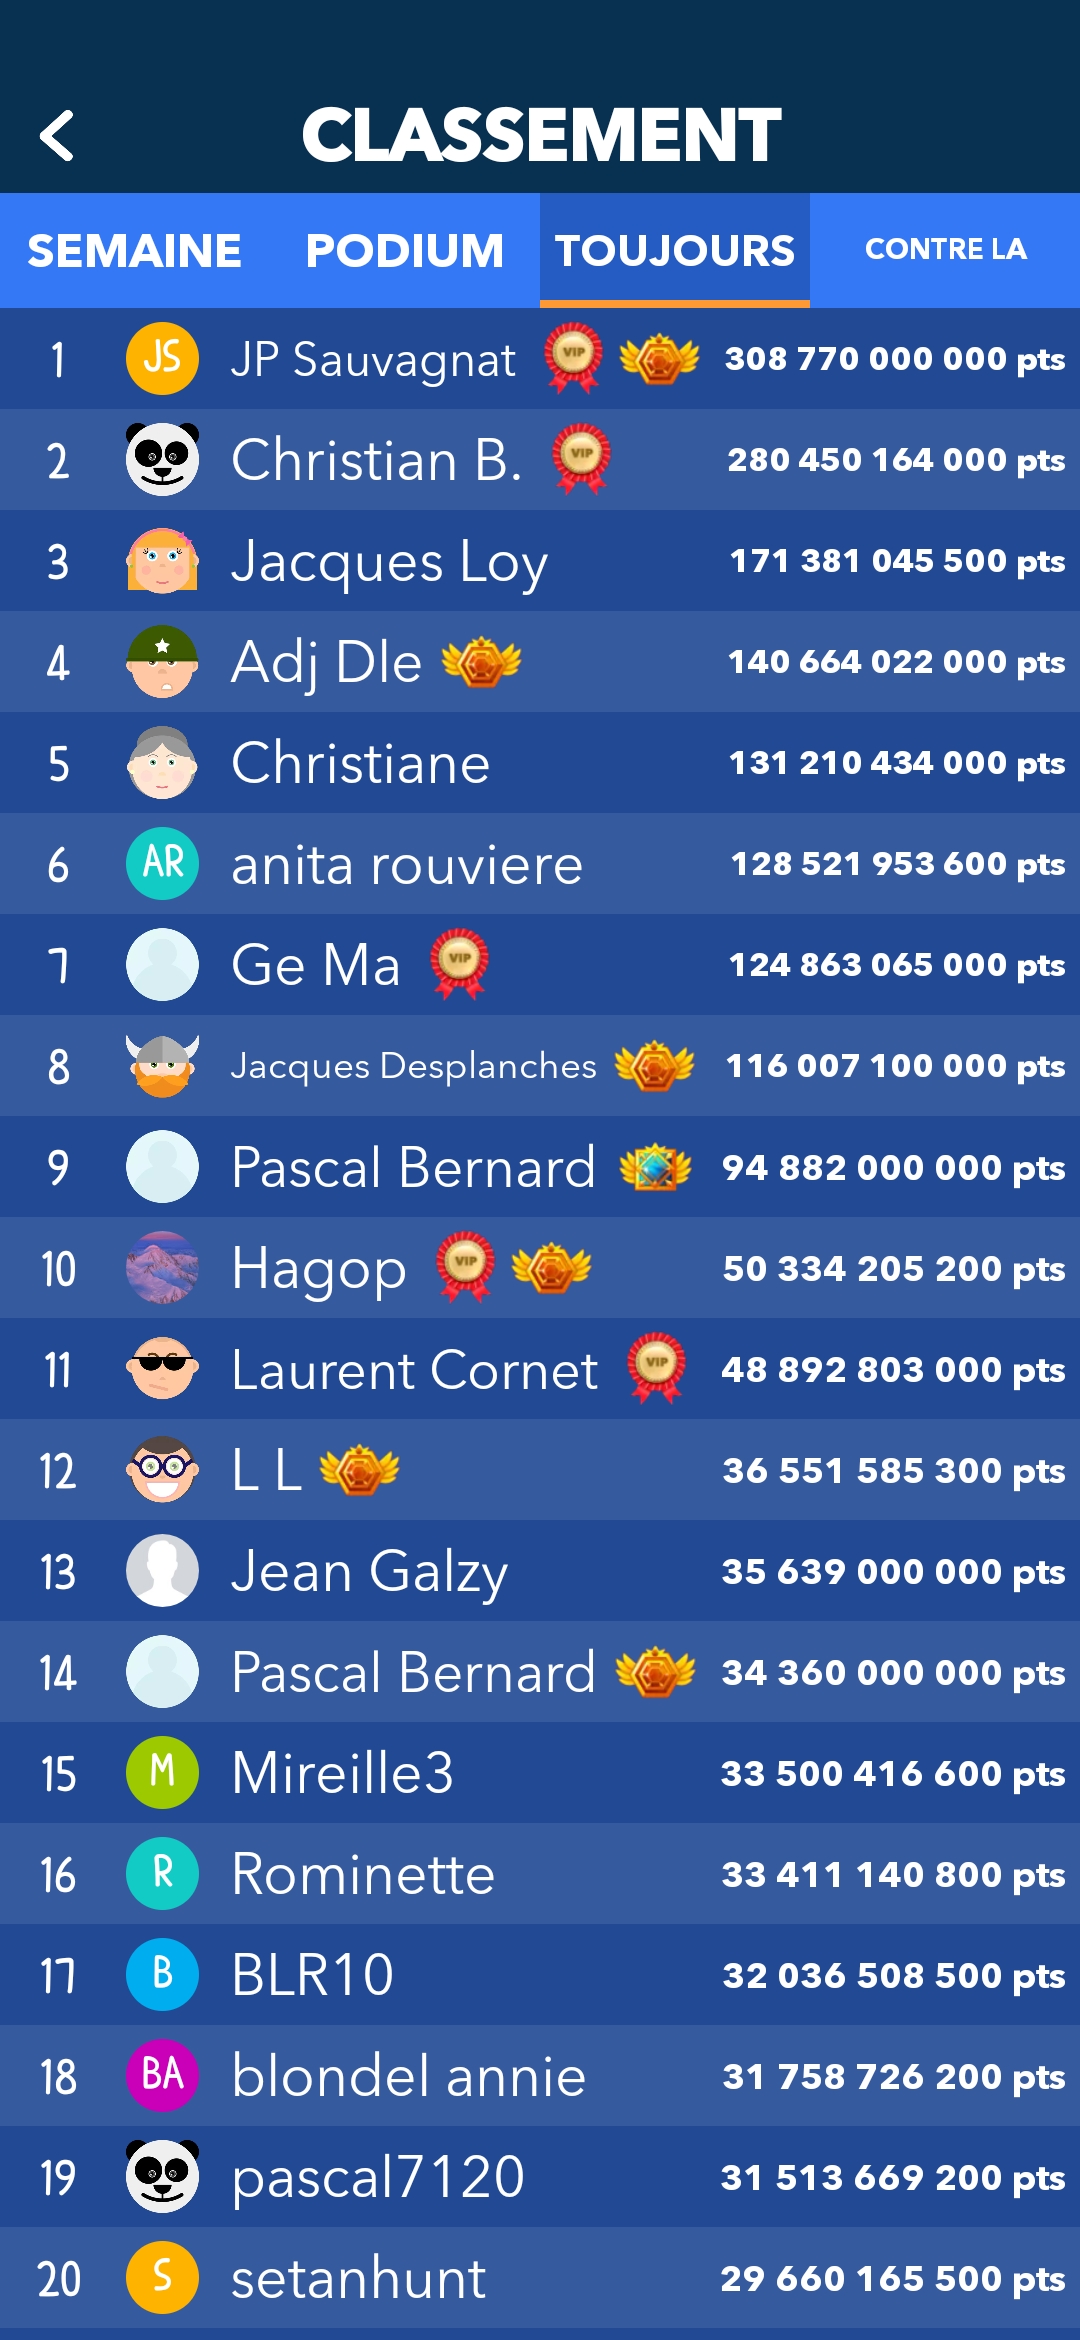 CLASSEMENT
SEMAINE PODIUM TOUJOURS CONTRE LA
1 JS JP Sauvagnat VIP 308 770 000 000 pts
2 Christian B. VIP 280 450 164 000 pts
3 Jacques Loy 171 381 045 500 pts
4 Adj Dle 140 664 022 000 pts
5 Christiane 131 210 434 000 pts
6 AR anita rouviere 128 521 953 600 pts
7 Ge Ma VIP 124 863 065 000 pts
8 Jacques Desplanches 116 007 100 000 pts
9 Pascal Bernard 94 882 000 000 pts
10 Hagop VIP 50 334 205 200 pts
11 Laurent Cornet VIP 48 892 803 000 pts
12 L L 36 551 585 300 pts
13 Jean Galzy 35 639 000 000 pts
14 Pascal Bernard 34 360 000 000 pts
15 M Mireille3 33 500 416 600 pts
16 R Rominette 33 411 140 800 pts
17 B BLR10 32 036 508 500 pts
18 BA blondel annie 31 758 726 200 pts
19 pascal7120 31 513 669 200 pts
20 S setanhunt 29 660 165 500 pts